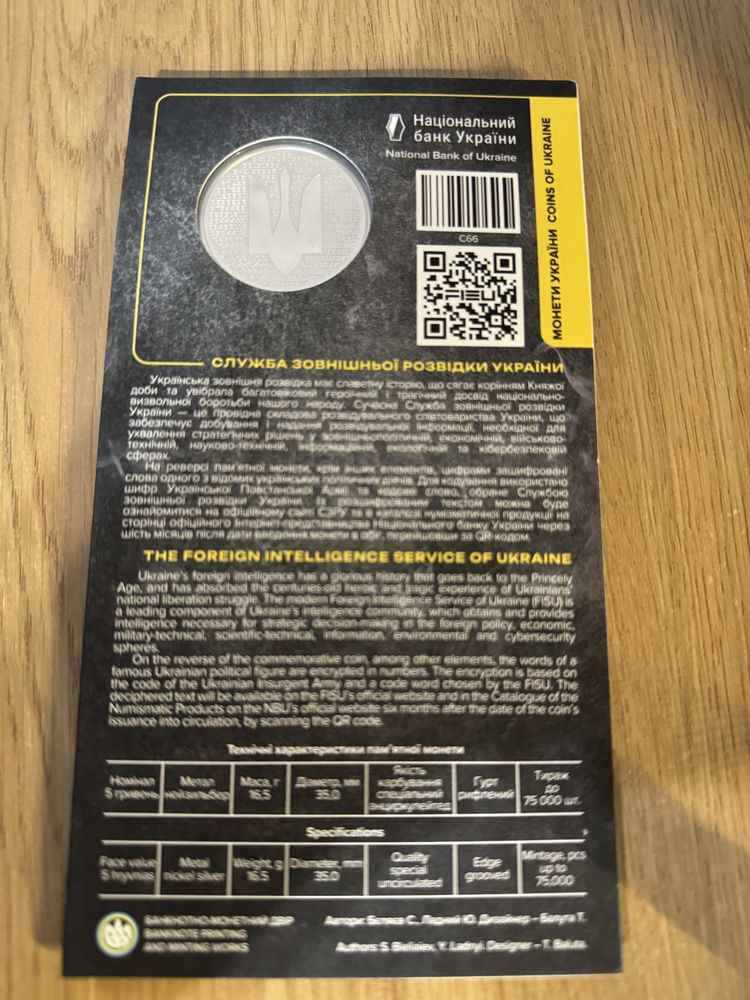 Національний
банк України
National Bank of Ukraine
МОНЕТИ УКРАЇНИ COINS OF UKRAINE
C66
FISU
СЛУЖБА ЗОВНІШНЬОЇ РОЗВІДКИ УКРАЇНИ
Українська зовнішня розвідка має славетну історію, що сягає корінням Княжої
доби та увібрала багатовіковий героїчний і трагічний досвід національно-
визвольної боротьби нашого народу. Сучасна Служба зовнішньої розвідки
України — це провідна складова розвідувального співтовариства України, що
забезпечує добування і надання розвідувальної інформації, необхідної для
ухвалення стратегічних рішень у зовнішньополітичній, економічній, військово-
технічній, науково-технічній, інформаційній, екологічній та кібербезпековій
сферах.
На реверсі пам'ятної монети, крім інших елементів, цифрами зашифровані
слова одного з відомих українських політичних діячів. Для кодування використано
шифр Української Повстанської Армії та кодове слово, обране Службою
зовнішньої розвідки України. Із розшифрованим текстом можна буде
ознайомитися на офіційному сайті СЗРУ та в каталозі нумізматичної продукції на
сторінці офіційного Інтернет-представництва Національного банку України через
шість місяців після дати введення монети в обіг, перейшовши за QR-кодом.
THE FOREIGN INTELLIGENCE SERVICE OF UKRAINE
Ukraine's foreign intelligence has a glorious history that goes back to the Princely
Age, and has absorbed the centuries-old heroic and tragic experience of Ukrainians'
national liberation struggle. The modern Foreign Intelligence Service of Ukraine (FISU) is
a leading component of Ukraine's intelligence community, which obtains and provides
intelligence necessary for strategic decision-making in the foreign policy, economic,
military-technical, scientific-technical, information, environmental and cybersecurity
spheres.
On the reverse of the commemorative coin, among other elements, the words of a
famous Ukrainian political figure are encrypted in numbers. The encryption is based on
the code of the Ukrainian Insurgent Army and a code word chosen by the FISU. The
deciphered text will be available on the FISU's official website and in the Catalogue of the
Numismatic Products on the NBU's official website six months after the date of the coin's
issuance into circulation, by scanning the QR code.
Технічні характеристики пам'ятної монети
Номінал 5 гривень
Метал нейзильбер
Маса, г 16.5
Діаметр, мм 35.0
Якість карбування спеціальний анциркулейтед
Гурт рифлений
Тираж до 75 000 шт.
Specifications
Face value 5 hryvnias
Metal nickel silver
Weight, g 16.5
Diameter, mm 35.0
Quality special uncirculated
Edge grooved
Mintage, pcs up to 75,000
БАНКНОТНО-МОНЕТНИЙ ДВІР
BANKNOTE PRINTING
AND MINTING WORKS
Автори: Бєляєв С., Ладний Ю. Дизайнер – Балута Т.
Authors: S. Bieliaiev, Y. Ladnyi. Designer – T. Baluta.